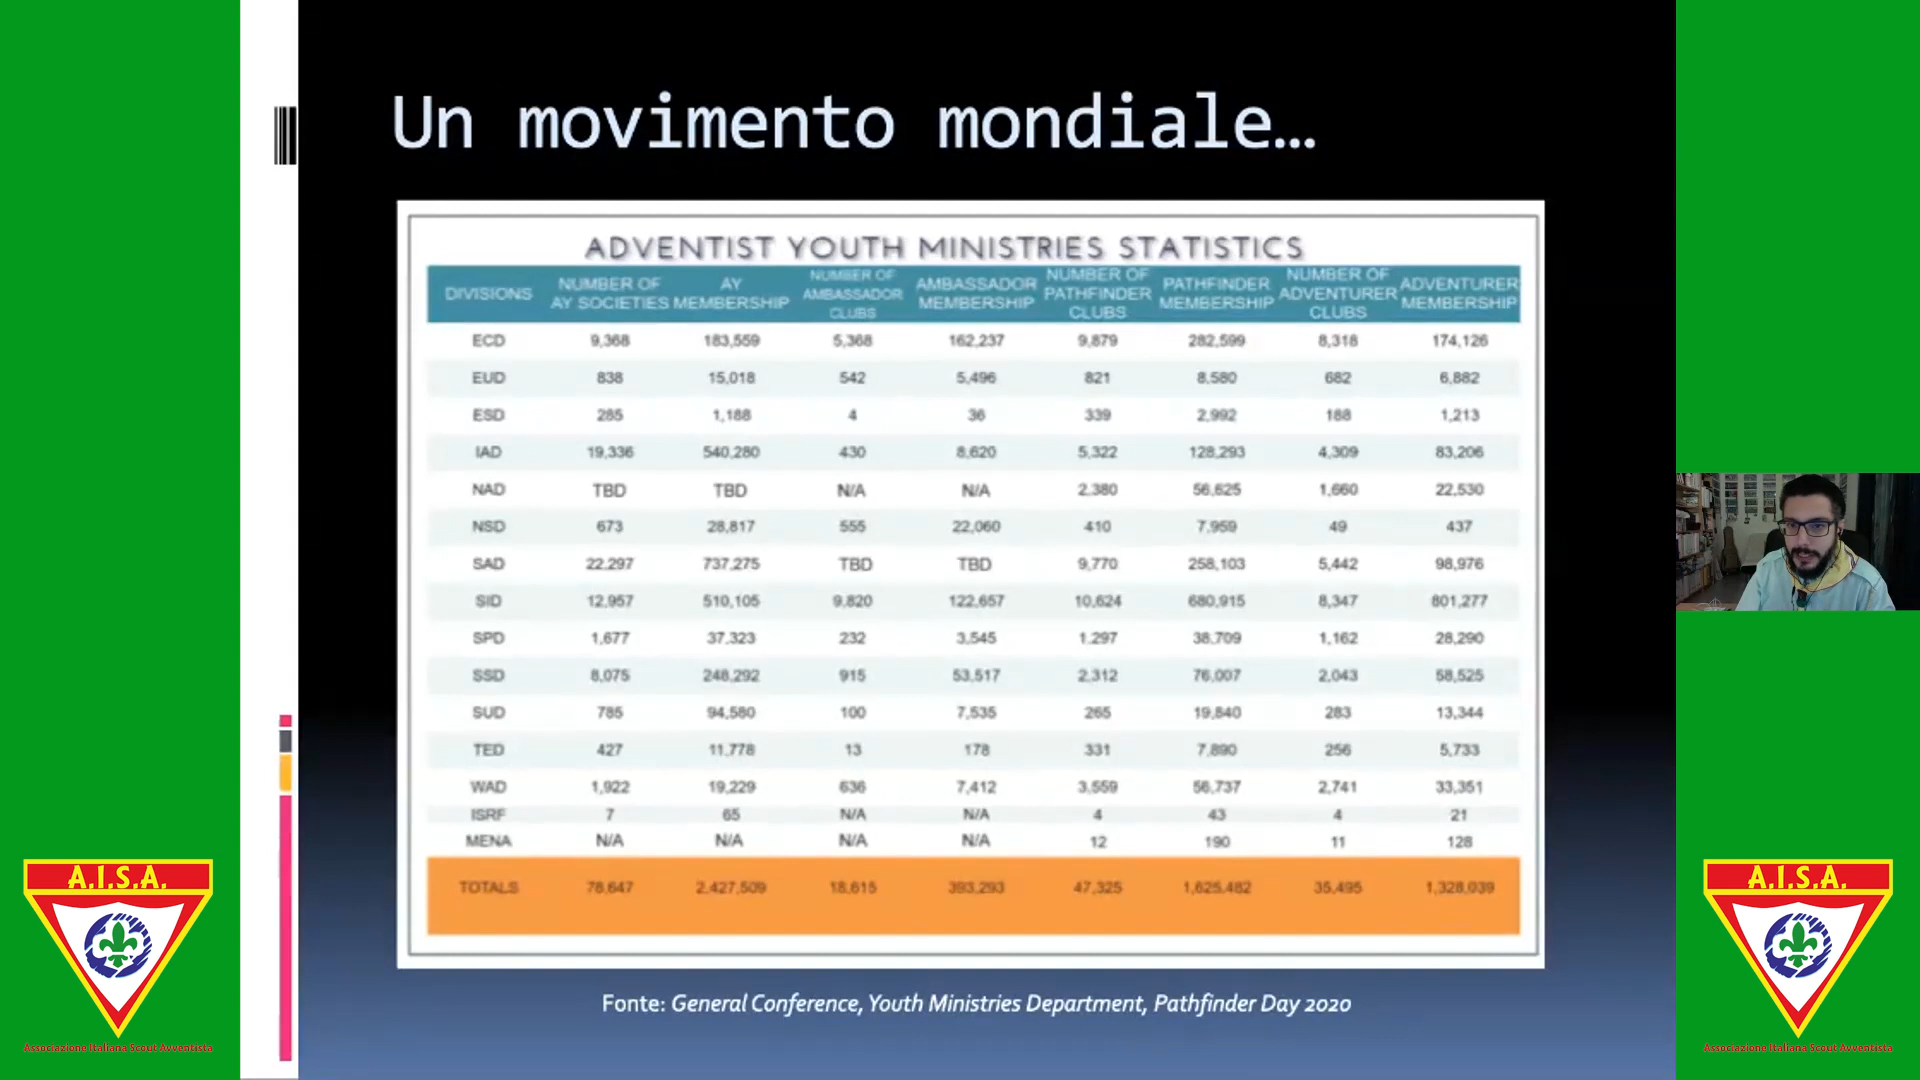 Un movimento mondiale…
ADVENTIST YOUTH MINISTRIES STATISTICS
DIVISIONS NUMBER OF AY SOCIETIES AY MEMBERSHIP NUMBER OF AMBASSADOR CLUBS AMBASSADOR MEMBERSHIP NUMBER OF PATHFINDER CLUBS PATHFINDER MEMBERSHIP NUMBER OF ADVENTURER CLUBS ADVENTURER MEMBERSHIP
ECD 9,368 183,559 5,368 162,237 9,879 282,599 8,318 174,126
EUD 838 15,018 542 5,496 821 8,580 682 6,882
ESD 285 1,188 4 36 339 2,992 188 1,213
IAD 19,336 540,280 430 8,620 5,322 128,293 4,309 83,206
NAD TBD TBD N/A N/A 2,380 56,625 1,660 22,530
NSD 673 28,817 555 22,060 410 7,959 49 437
SAD 22,297 737,275 TBD TBD 9,770 258,103 5,442 98,976
SID 12,957 510,105 9,820 122,657 10,624 680,915 8,347 801,277
SPD 1,677 37,323 232 3,545 1,297 38,709 1,162 28,290
SSD 8,075 248,292 915 53,517 2,312 76,007 2,043 58,525
SUD 785 94,580 100 7,535 265 19,840 283 13,344
TED 427 11,778 13 178 331 7,890 256 5,733
WAD 1,922 19,229 636 7,412 3,559 56,737 2,741 33,351
ISRF 7 65 N/A N/A 4 43 4 21
MENA N/A N/A N/A N/A 12 190 11 128
TOTALS 78,647 2,427,509 18,615 393,293 47,325 1,625,482 35,495 1,328,039
Fonte: General Conference, Youth Ministries Department, Pathfinder Day 2020
A.I.S.A.
Associazione Italiana Scout Avventista
A.I.S.A.
Associazione Italiana Scout Avventista